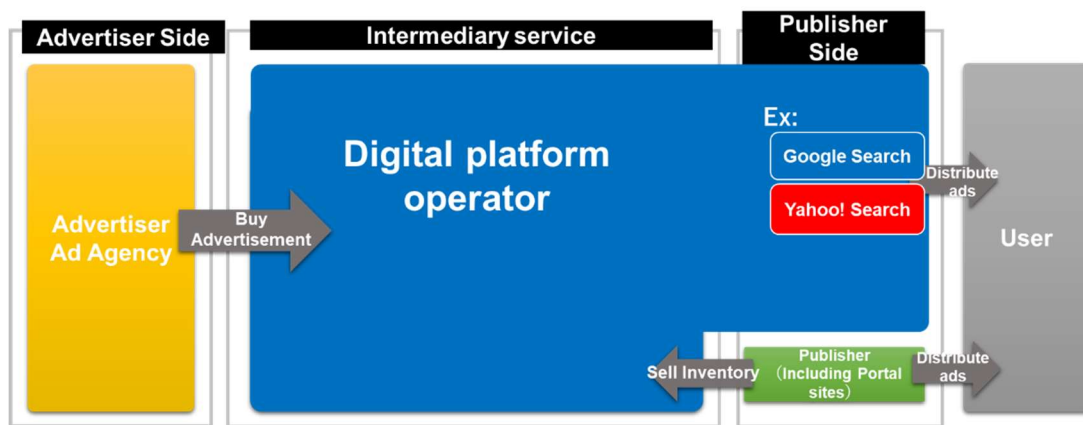 Advertiser Side
Intermediary service
Publisher
Side
Advertiser
Ad Agency
Buy
Advertisement
Digital platform
operator
Ex:
Google Search
Yahoo! Search
Distribute
ads
User
Sell Inventory
Publisher
（Including Portal
sites）
Distribute
ads